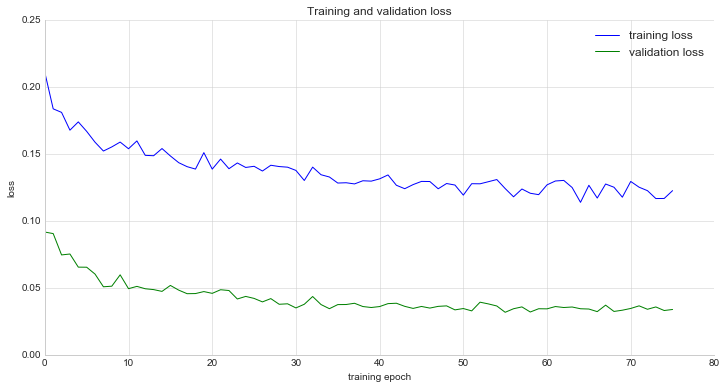 Training and validation loss
training loss
validation loss
loss
0.25
0.20
0.15
0.10
0.05
0.00
0 10 20 30 40 50 60 70 80
training epoch